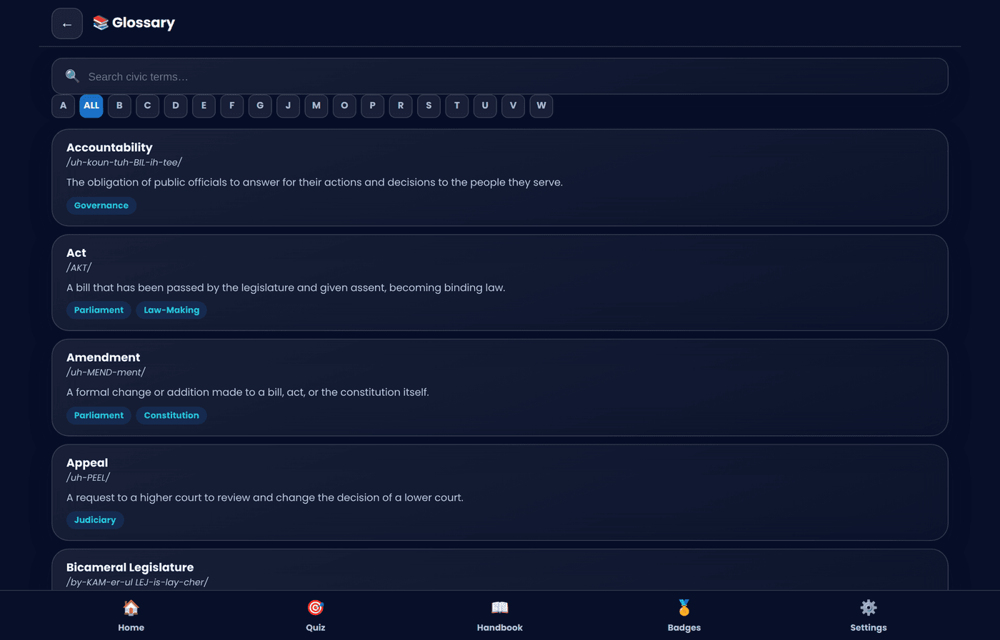 ← 📚 Glossary
🔍 Search civic terms...
A ALL B C D E F G J M O P R S T U V W
Accountability
/uh-koun-tuh-BIL-ih-tee/
The obligation of public officials to answer for their actions and decisions to the people they serve.
Governance
Act
/AKT/
A bill that has been passed by the legislature and given assent, becoming binding law.
Parliament Law-Making
Amendment
/uh-MEND-ment/
A formal change or addition made to a bill, act, or the constitution itself.
Parliament Constitution
Appeal
/uh-PEEL/
A request to a higher court to review and change the decision of a lower court.
Judiciary
Bicameral Legislature
/by-KAM-er-ul LEJ-is-lay-cher/
Home Quiz Handbook Badges Settings